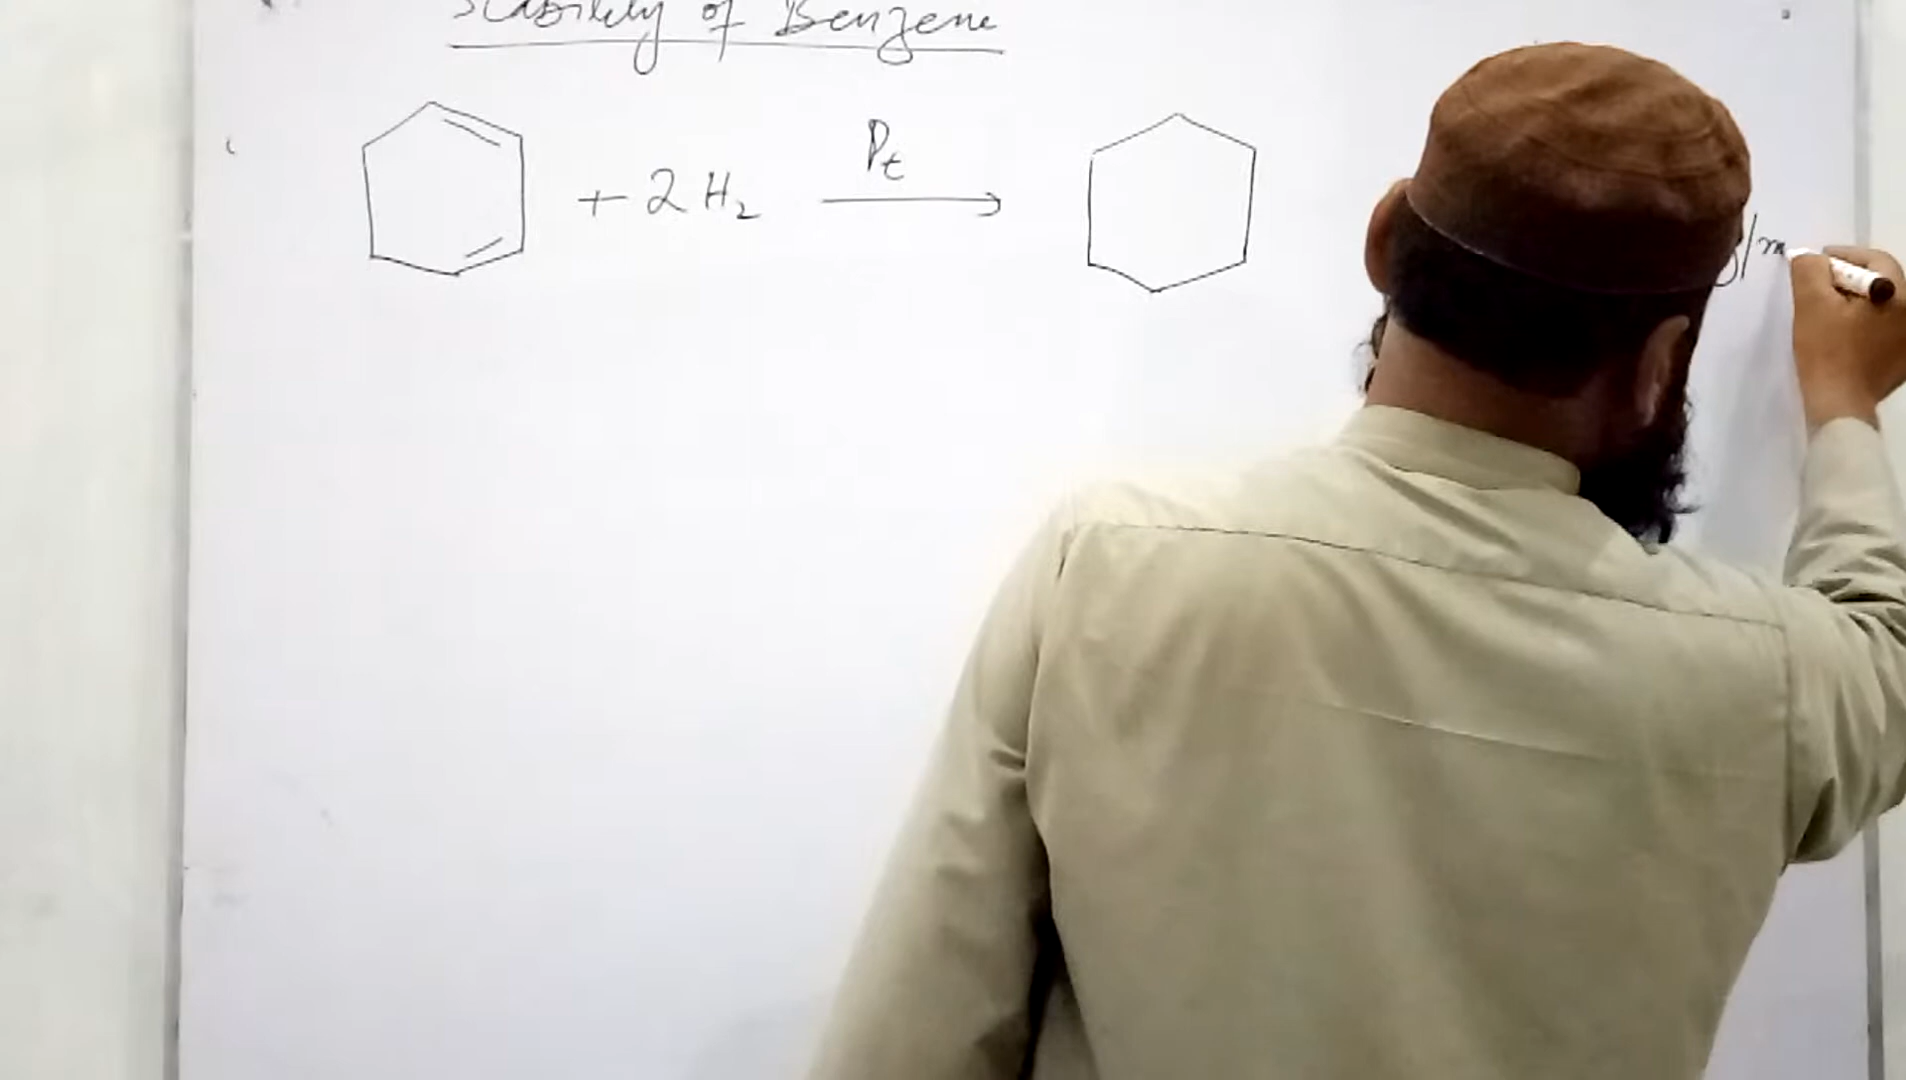 Stability of Benzene
Pt
+ 2 H₂
/m